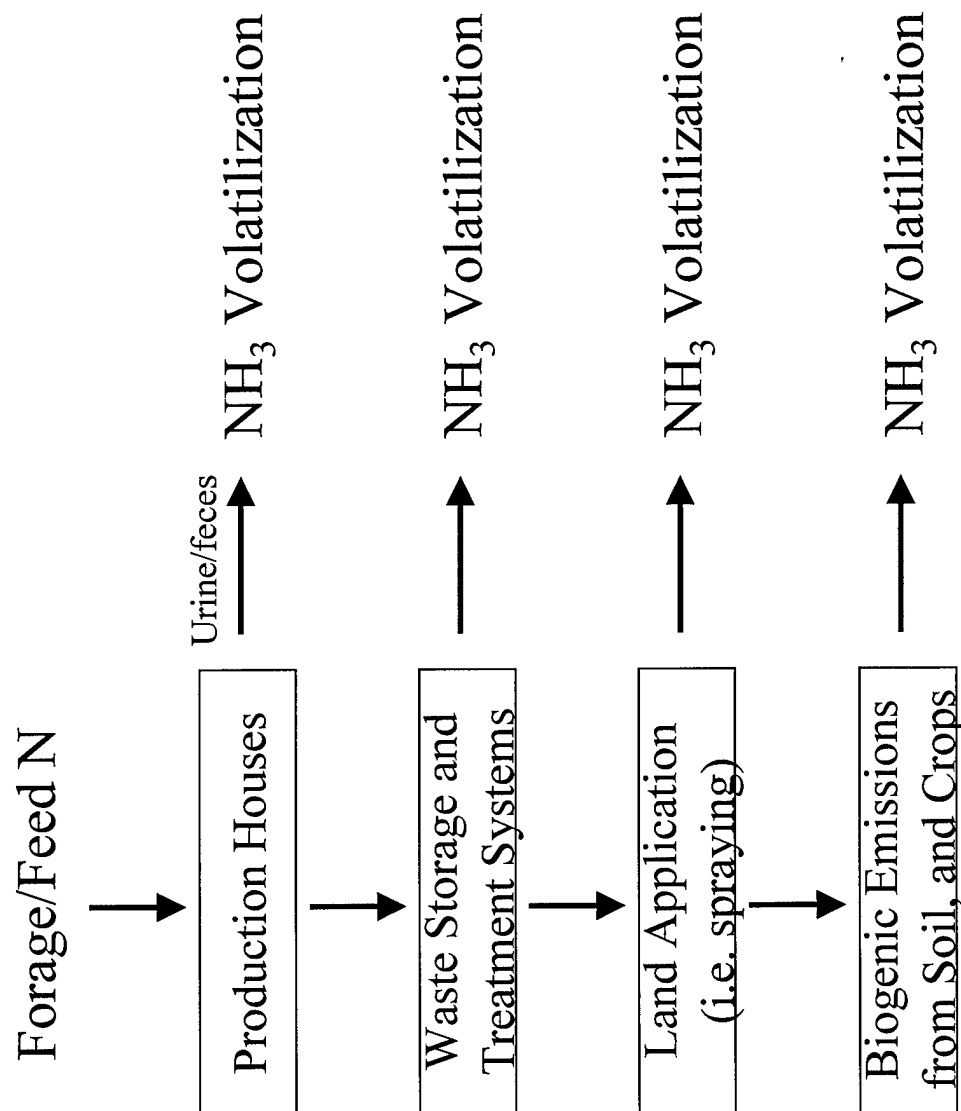 Forage/Feed N
Production Houses
Urine/feces
NH₃ Volatilization
Waste Storage and
Treatment Systems
NH₃ Volatilization
Land Application
(i.e. spraying)
NH₃ Volatilization
Biogenic Emissions
from Soil, and Crops
NH₃ Volatilization